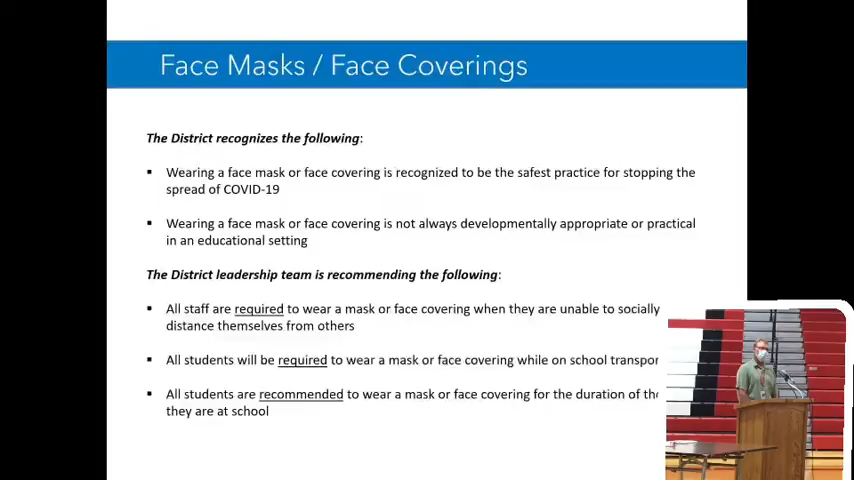 Face Masks / Face Coverings
The District recognizes the following:
▪ Wearing a face mask or face covering is recognized to be the safest practice for stopping the
spread of COVID-19
▪ Wearing a face mask or face covering is not always developmentally appropriate or practical
in an educational setting
The District leadership team is recommending the following:
▪ All staff are required to wear a mask or face covering when they are unable to socially
distance themselves from others
▪ All students will be required to wear a mask or face covering while on school transpor
▪ All students are recommended to wear a mask or face covering for the duration of
they are at school